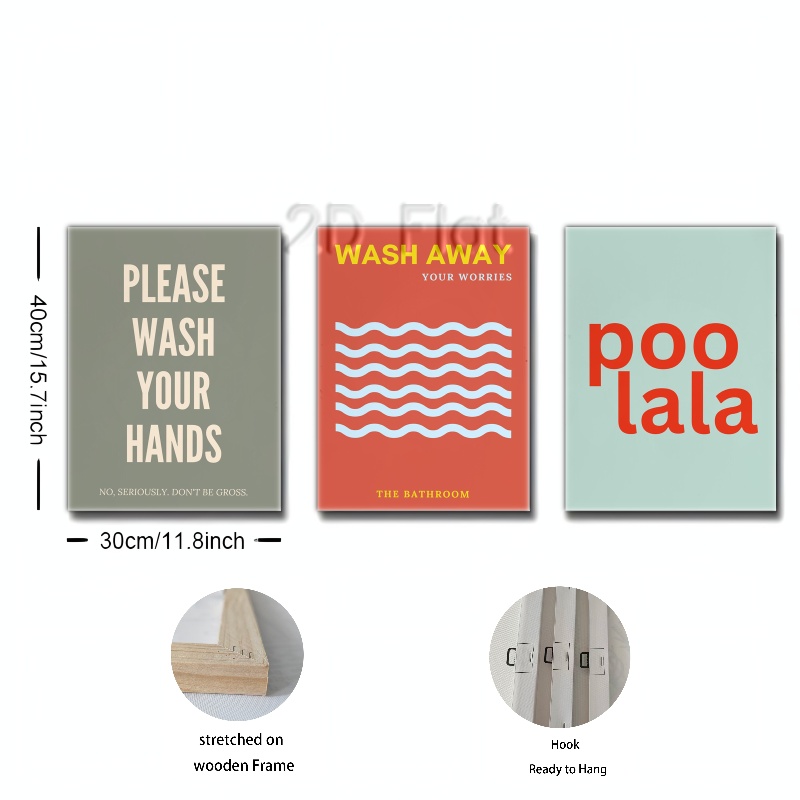 2D Flat
PLEASE
WASH
YOUR
HANDS
NO, SERIOUSLY. DON'T BE GROSS.
WASH AWAY
YOUR WORRIES
THE BATHROOM
poo
lala
40cm/15.7inch
30cm/11.8inch
stretched on
wooden Frame
Hook
Ready to Hang